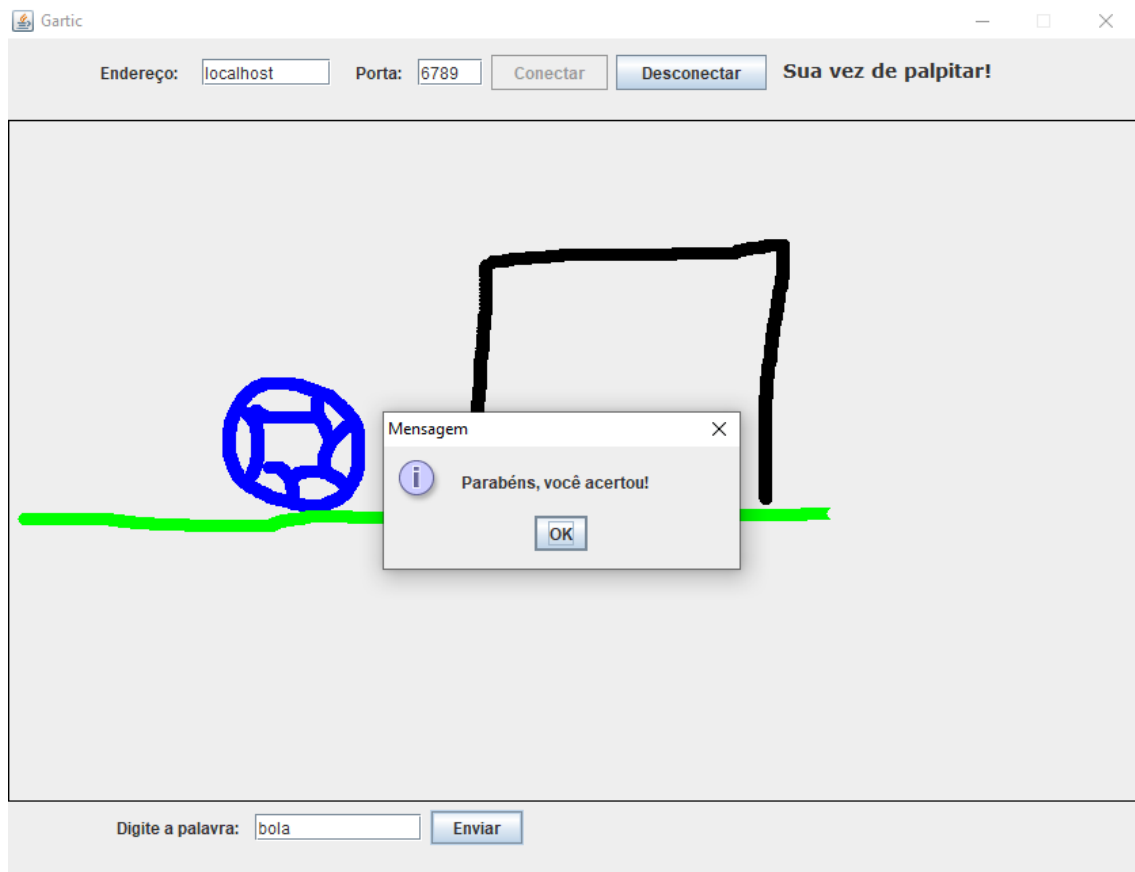 Gartic
Endereço: localhost Porta: 6789 Conectar Desconectar Sua vez de palpitar!
Mensagem
Parabéns, você acertou!
OK
Digite a palavra: bola Enviar